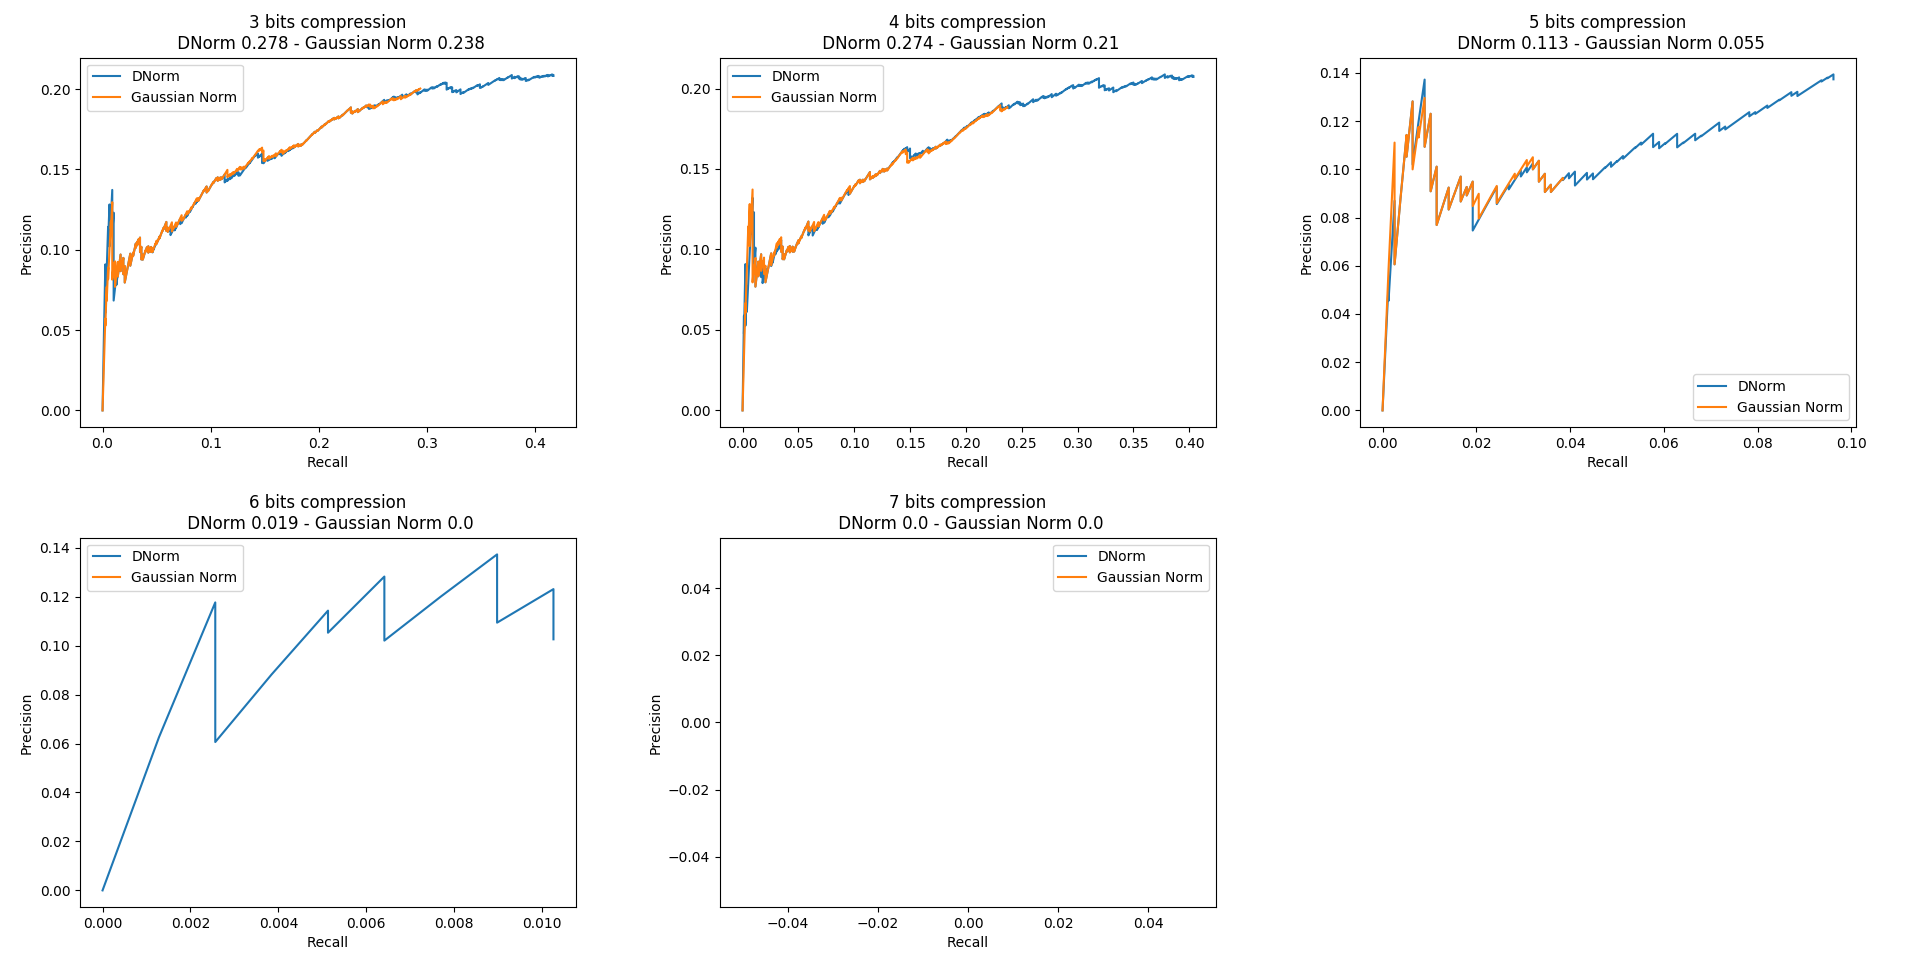 3 bits compression
DNorm 0.278 - Gaussian Norm 0.238
DNorm
Gaussian Norm
0.20
0.15
0.10
0.05
0.00
Precision
0.0 0.1 0.2 0.3 0.4
Recall
4 bits compression
DNorm 0.274 - Gaussian Norm 0.21
DNorm
Gaussian Norm
0.20
0.15
0.10
0.05
0.00
Precision
0.00 0.05 0.10 0.15 0.20 0.25 0.30 0.35 0.40
Recall
5 bits compression
DNorm 0.113 - Gaussian Norm 0.055
0.14
0.12
0.10
0.08
0.06
0.04
0.02
0.00
Precision
DNorm
Gaussian Norm
0.00 0.02 0.04 0.06 0.08 0.10
Recall
6 bits compression
DNorm 0.019 - Gaussian Norm 0.0
DNorm
Gaussian Norm
0.14
0.12
0.10
0.08
0.06
0.04
0.02
0.00
Precision
0.000 0.002 0.004 0.006 0.008 0.010
Recall
7 bits compression
DNorm 0.0 - Gaussian Norm 0.0
DNorm
Gaussian Norm
0.04
0.02
0.00
−0.02
−0.04
Precision
−0.04 −0.02 0.00 0.02 0.04
Recall